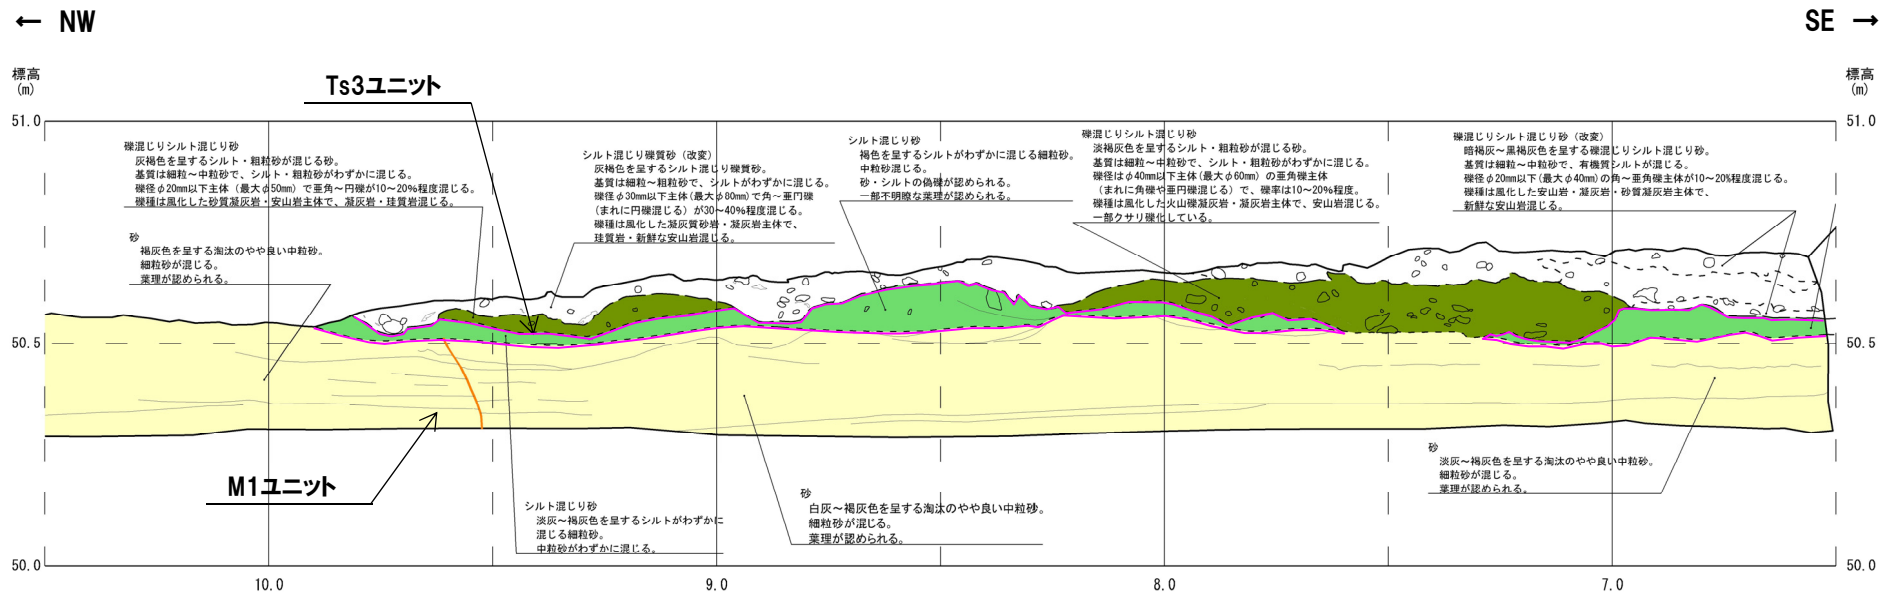 ← NW
SE →
標高
(m)
標高
(m)
Ts3ユニット
51.0
51.0
礫混じりシルト混じり砂
灰褐色を呈するシルト・粗粒砂が混じる砂。
基質は細粒～中粒砂で、シルト・粗粒砂がわずかに混じる。
礫径φ20mm以下主体（最大φ50mm）で亜角～円礫が10～20%程度混じる。
礫種は風化した砂質凝灰岩・安山岩主体で、凝灰岩・珪質岩混じる。
シルト混じり礫質砂（改変）
灰褐色を呈するシルト混じり礫質砂。
基質は細粒～粗粒砂で、シルトがわずかに混じる。
礫径φ30mm以下主体(最大φ80mm)で角～亜円礫
(まれに円礫混じる）が30～40%程度混じる。
礫種は風化した凝灰質砂岩・凝灰岩主体で、
珪質岩・新鮮な安山岩混じる。
シルト混じり砂
褐色を呈するシルトがわずかに混じる細粒砂。
中粒砂混じる。
砂・シルトの偽礫が認められる。
一部不明瞭な葉理が認められる。
礫混じりシルト混じり砂
淡褐灰色を呈するシルト・粗粒砂が混じる砂。
基質は細粒～中粒砂で、シルト・粗粒砂がわずかに混じる。
礫径はφ40mm以下主体(最大φ60mm) の亜角礫主体
（まれに角礫や亜円礫混じる）で、礫率は10～20%程度。
礫種は風化した火山礫凝灰岩・凝灰岩主体で、安山岩混じる。
一部クサリ礫化している。
礫混じりシルト混じり砂（改変）
暗褐灰～黒褐灰色を呈する礫混じりシルト混じり砂。
基質は細粒～中粒砂で、有機質シルトが混じる。
礫径φ20mm以下(最大φ40mm)の角～亜角礫主体が10～20%程度混じる。
礫種は風化した安山岩・凝灰岩・砂質凝灰岩主体で、
新鮮な安山岩混じる。
砂
褐灰色を呈する淘汰のやや良い中粒砂。
細粒砂が混じる。
葉理が認められる。
50.5
50.5
M1ユニット
シルト混じり砂
淡灰～褐灰色を呈するシルトがわずかに
混じる細粒砂。
中粒砂がわずかに混じる。
砂
白灰～褐灰色を呈する淘汰のやや良い中粒砂。
細粒砂が混じる。
葉理が認められる。
砂
淡灰～褐灰色を呈する淘汰のやや良い中粒砂。
細粒砂が混じる。
葉理が認められる。
50.0
50.0
10.0
9.0
8.0
7.0